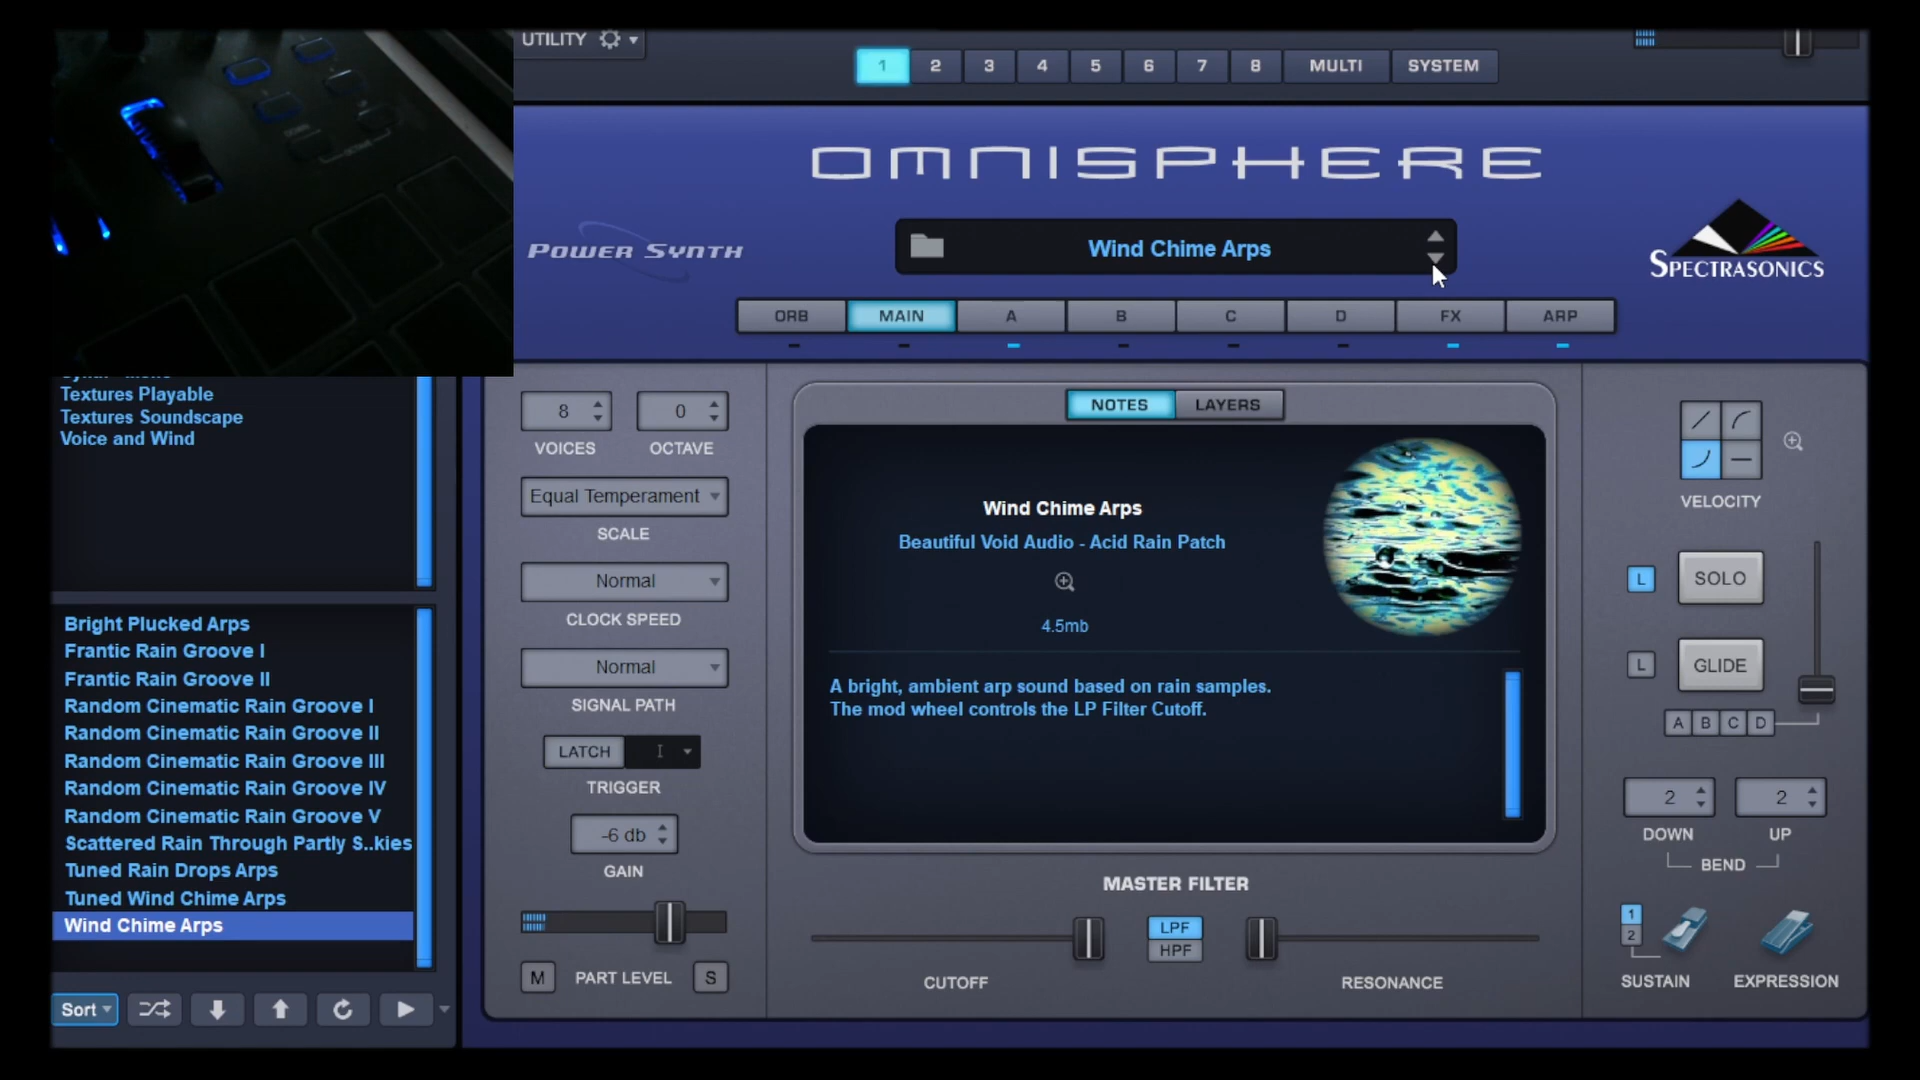 UTILITY
1 2 3 4 5 6 7 8 MULTI SYSTEM
OMNISPHERE
POWER SYNTH
Wind Chime Arps
SPECTRASONICS
ORB MAIN A B C D FX ARP
Textures Playable
Textures Soundscape
Voice and Wind
Bright Plucked Arps
Frantic Rain Groove I
Frantic Rain Groove II
Random Cinematic Rain Groove I
Random Cinematic Rain Groove II
Random Cinematic Rain Groove III
Random Cinematic Rain Groove IV
Random Cinematic Rain Groove V
Scattered Rain Through Partly S..kies
Tuned Rain Drops Arps
Tuned Wind Chime Arps
Wind Chime Arps
Sort
8 0
VOICES OCTAVE
Equal Temperament
SCALE
Normal
CLOCK SPEED
Normal
SIGNAL PATH
LATCH
TRIGGER
-6 db
GAIN
M PART LEVEL S
NOTES LAYERS
Wind Chime Arps
Beautiful Void Audio - Acid Rain Patch
4.5mb
A bright, ambient arp sound based on rain samples.
The mod wheel controls the LP Filter Cutoff.
MASTER FILTER
LPF
HPF
CUTOFF RESONANCE
VELOCITY
L SOLO
L GLIDE
A B C D
2 2
DOWN UP
BEND
1
2
SUSTAIN EXPRESSION